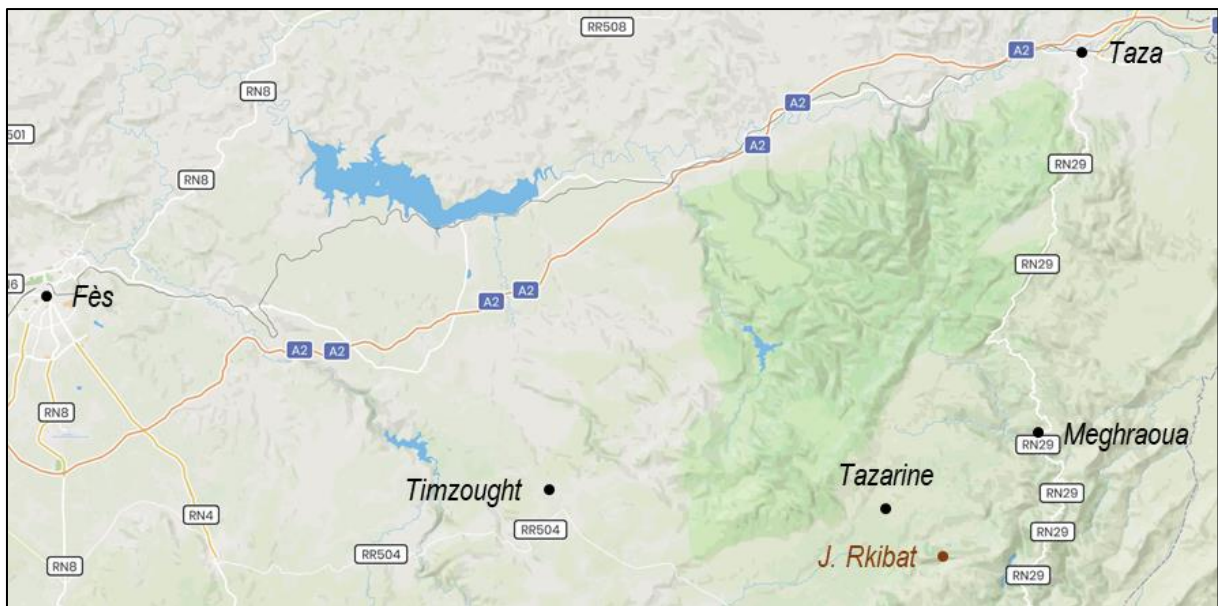 RR508
A2
Taza
A2
RN8
A2
501
A2
RN29
RN8
RN29
Fès
A2
A2
A2
A2
RN8
Meghraoua
RN29
Tazarine
Timzought
RN29
RN4
RR504
RN29
J. Rkibat
RR504
RN8
RN29